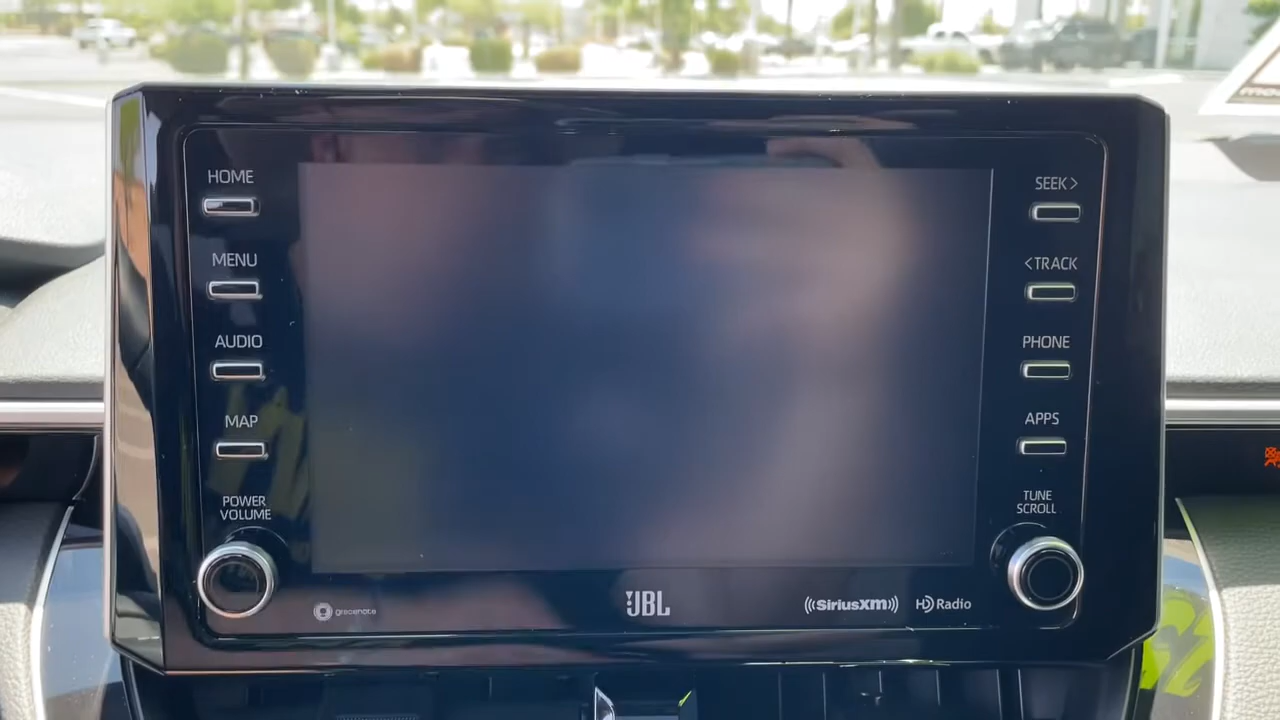 HOME
MENU
AUDIO
MAP
POWER
VOLUME
gracenote
JBL
SiriusXM
HD Radio
SEEK>
<TRACK
PHONE
APPS
TUNE
SCROLL